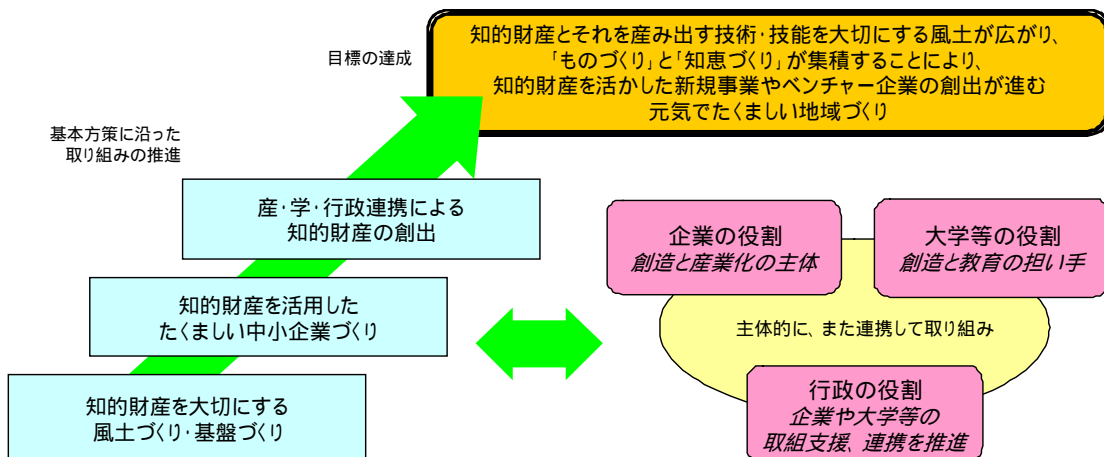 知的財産とそれを産み出す技術・技能を大切にする風土が広がり、
「ものづくり」と「知恵づくり」が集積することにより、
知的財産を活かした新規事業やベンチャー企業の創出が進む
元気でたくましい地域づくり
目標の達成
基本方策に沿った
取り組みの推進
産・学・行政連携による
知的財産の創出
知的財産を活用した
たくましい中小企業づくり
知的財産を大切にする
風土づくり・基盤づくり
企業の役割
創造と産業化の主体
大学等の役割
創造と教育の担い手
主体的に、また連携して取り組み
行政の役割
企業や大学等の
取組支援、連携を推進